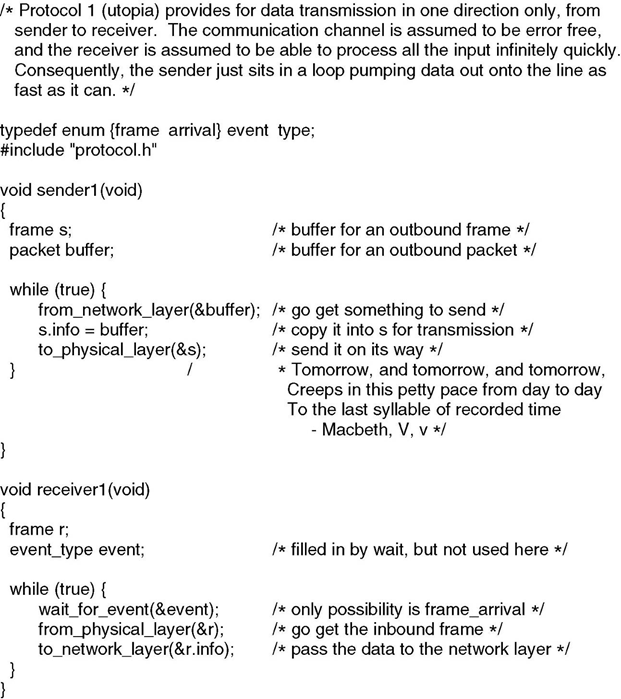 /* Protocol 1 (utopia) provides for data transmission in one direction only, from
sender to receiver. The communication channel is assumed to be error free,
and the receiver is assumed to be able to process all the input infinitely quickly.
Consequently, the sender just sits in a loop pumping data out onto the line as
fast as it can. */
typedef enum {frame arrival} event type;
#include "protocol.h"
void sender1(void)
{
frame s; /* buffer for an outbound frame */
packet buffer; /* buffer for an outbound packet */
while (true) {
from_network_layer(&buffer); /* go get something to send */
s.info = buffer; /* copy it into s for transmission */
to_physical_layer(&s); /* send it on its way */
} / * Tomorrow, and tomorrow, and tomorrow,
Creeps in this petty pace from day to day
To the last syllable of recorded time
- Macbeth, V, v */
}
void receiver1(void)
{
frame r;
event_type event; /* filled in by wait, but not used here */
while (true) {
wait_for_event(&event); /* only possibility is frame_arrival */
from_physical_layer(&r); /* go get the inbound frame */
to_network_layer(&r.info); /* pass the data to the network layer */
}
}